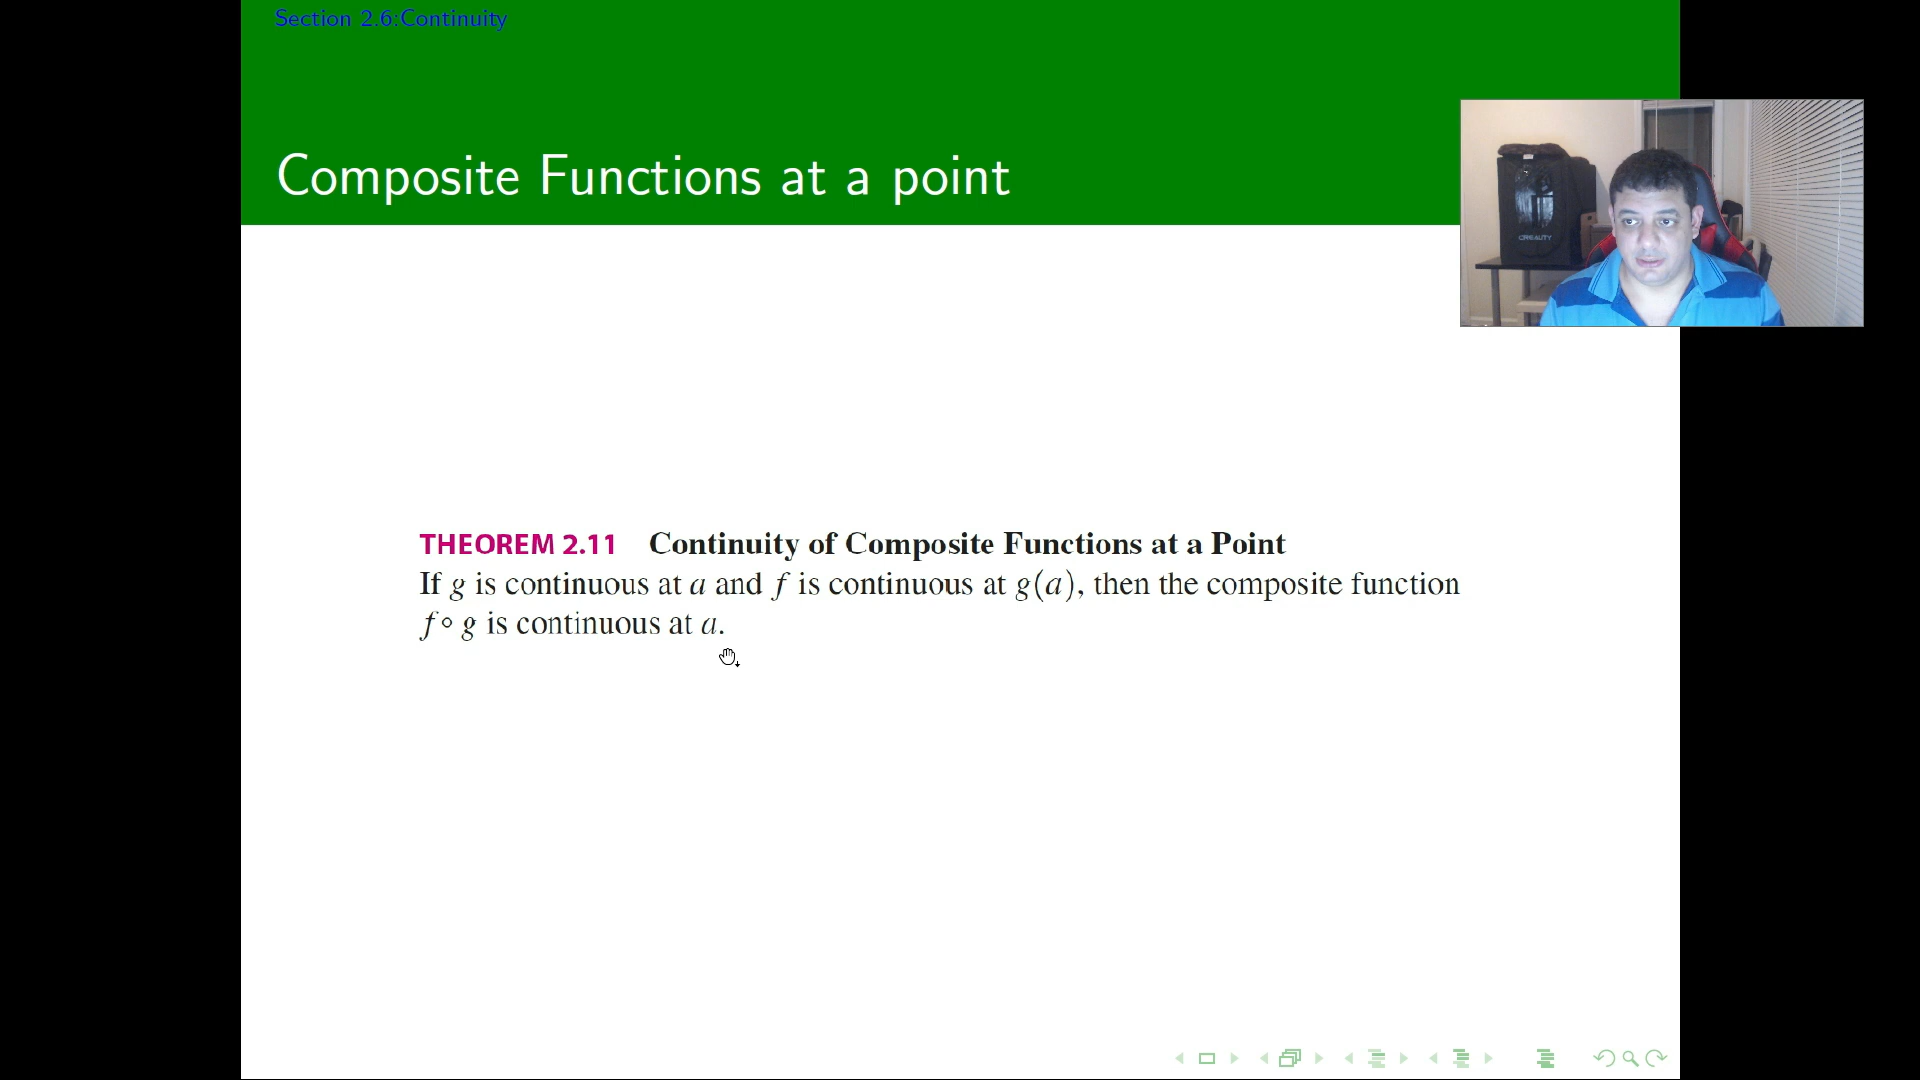 Section 2.6:Continuity
Composite Functions at a point
CREALITY
THEOREM 2.11 Continuity of Composite Functions at a Point
If g is continuous at a and f is continuous at g(a), then the composite function
f ∘ g is continuous at a.